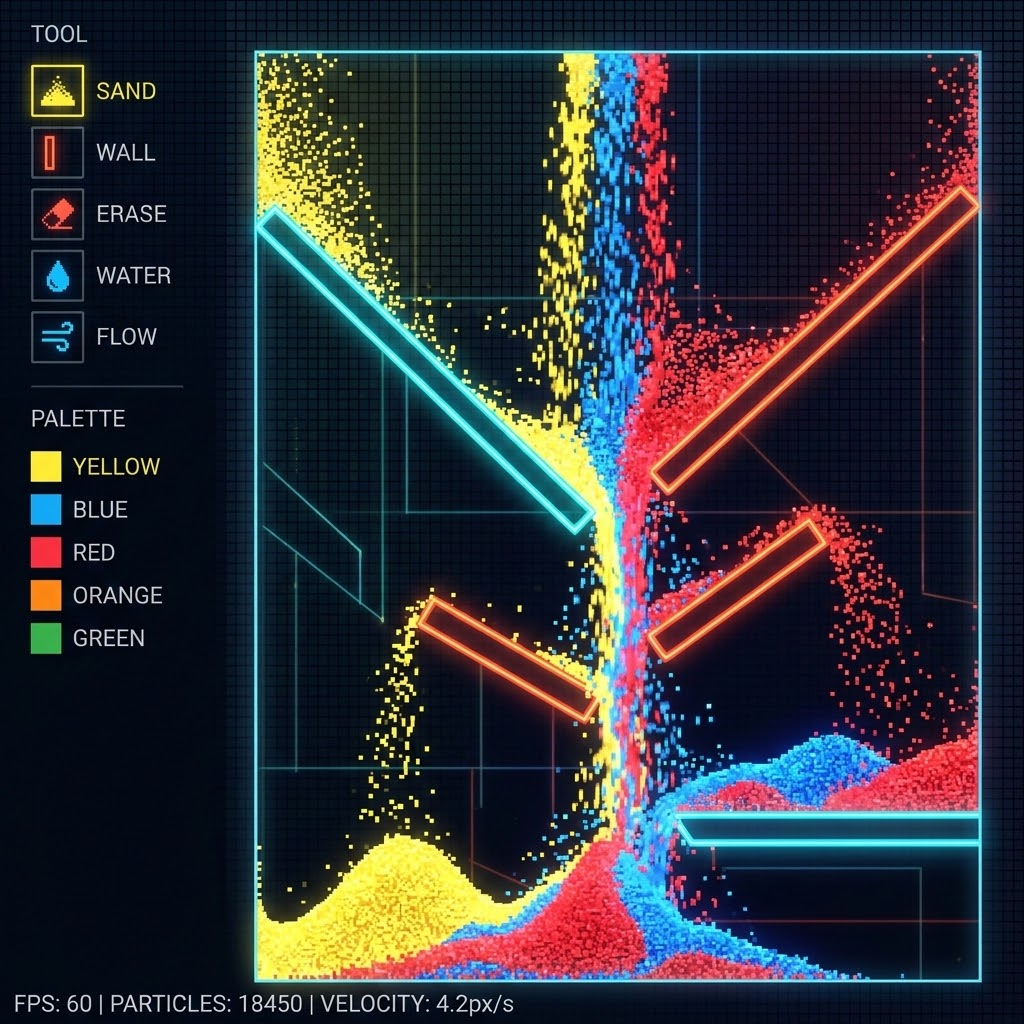 TOOL
SAND
WALL
ERASE
WATER
FLOW
PALETTE
YELLOW
BLUE
RED
ORANGE
GREEN
FPS: 60 | PARTICLES: 18450 | VELOCITY: 4.2px/s